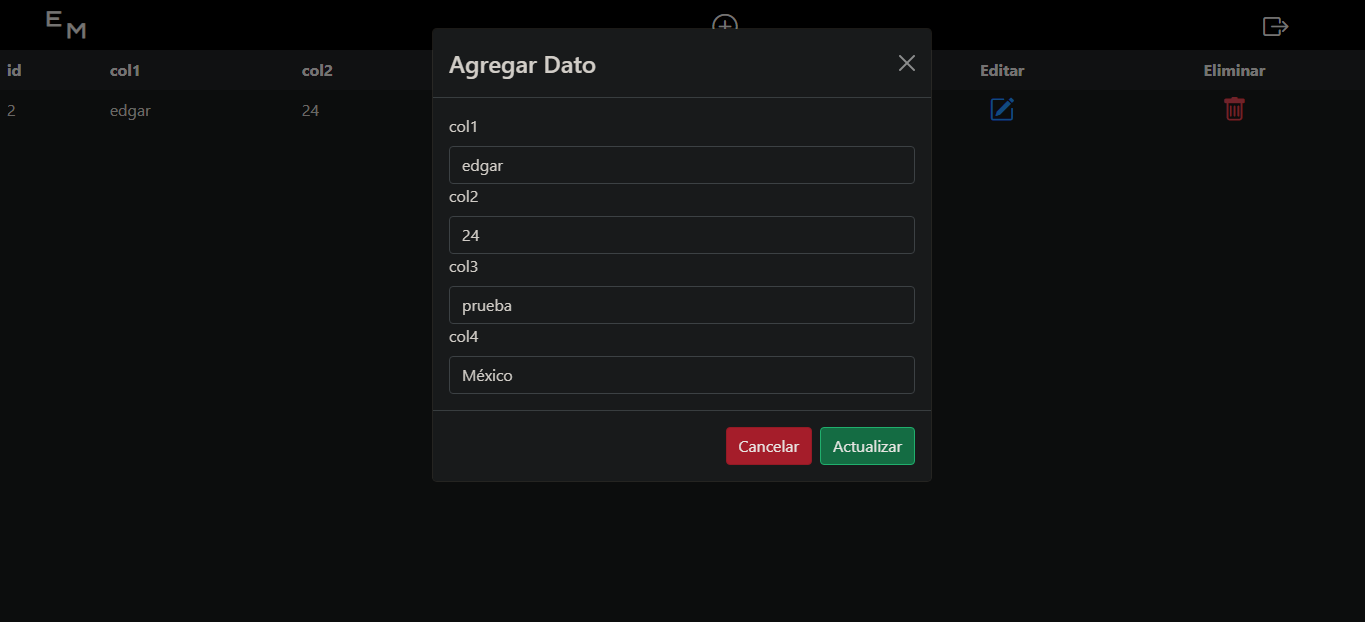 E
M
id col1 col2 Editar Eliminar
2 edgar 24
Agregar Dato
col1
edgar
col2
24
col3
prueba
col4
México
Cancelar Actualizar